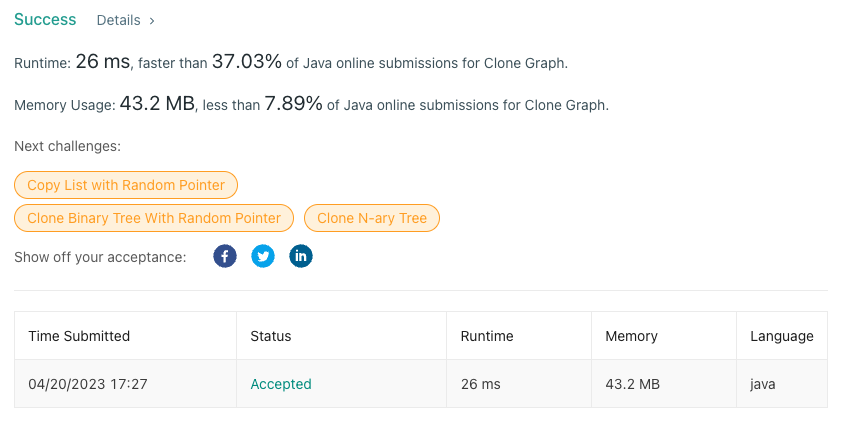 Success Details ›
Runtime: 26 ms, faster than 37.03% of Java online submissions for Clone Graph.
Memory Usage: 43.2 MB, less than 7.89% of Java online submissions for Clone Graph.
Next challenges:
Copy List with Random Pointer
Clone Binary Tree With Random Pointer Clone N-ary Tree
Show off your acceptance: f in
Time Submitted Status Runtime Memory Language
04/20/2023 17:27 Accepted 26 ms 43.2 MB java